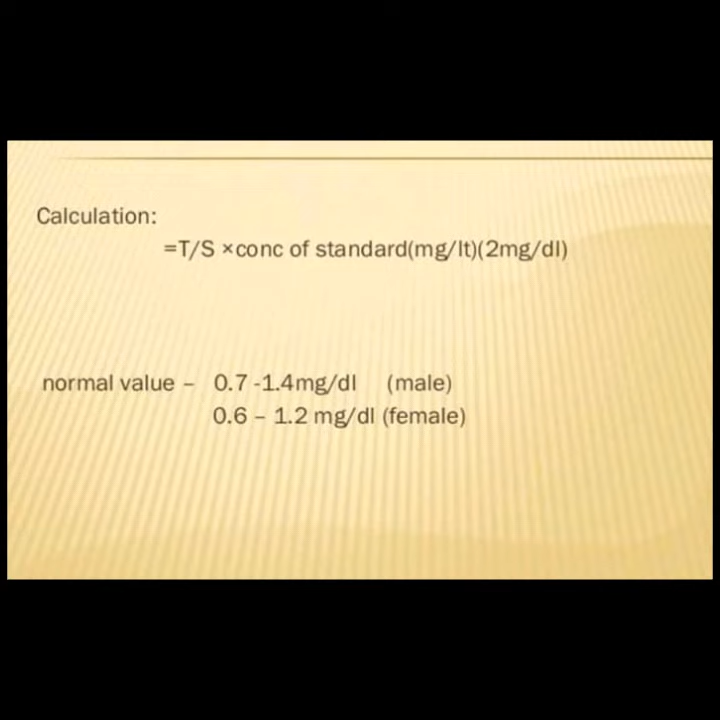 Calculation:
=T/S ×conc of standard(mg/lt)(2mg/dl)
normal value – 0.7 -1.4mg/dl (male)
0.6 – 1.2 mg/dl (female)